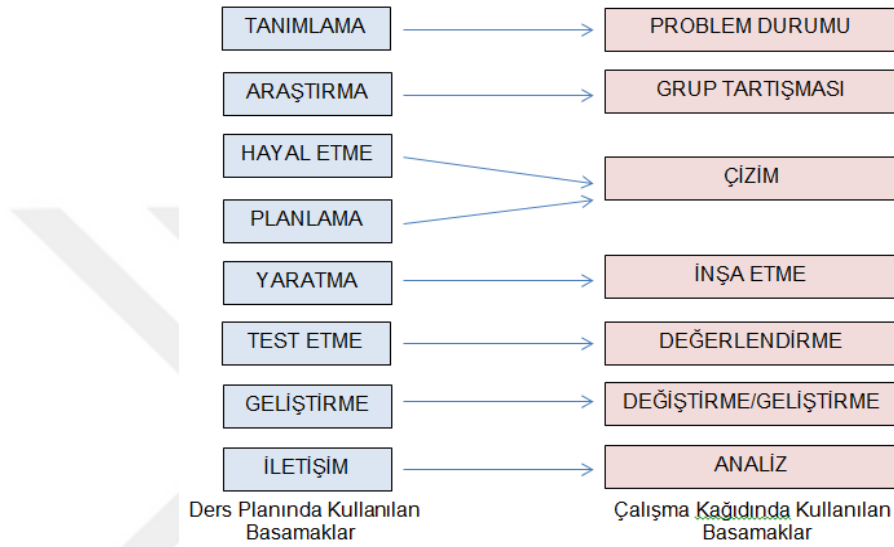 TANIMLAMA
PROBLEM DURUMU
ARAŞTIRMA
GRUP TARTIŞMASI
HAYAL ETME
ÇİZİM
PLANLAMA
YARATMA
İNŞA ETME
TEST ETME
DEĞERLENDİRME
GELİŞTİRME
DEĞİŞTİRME/GELİŞTİRME
İLETİŞİM
ANALİZ
Ders Planında Kullanılan
Basamaklar
Çalışma Kağıdında Kullanılan
Basamaklar